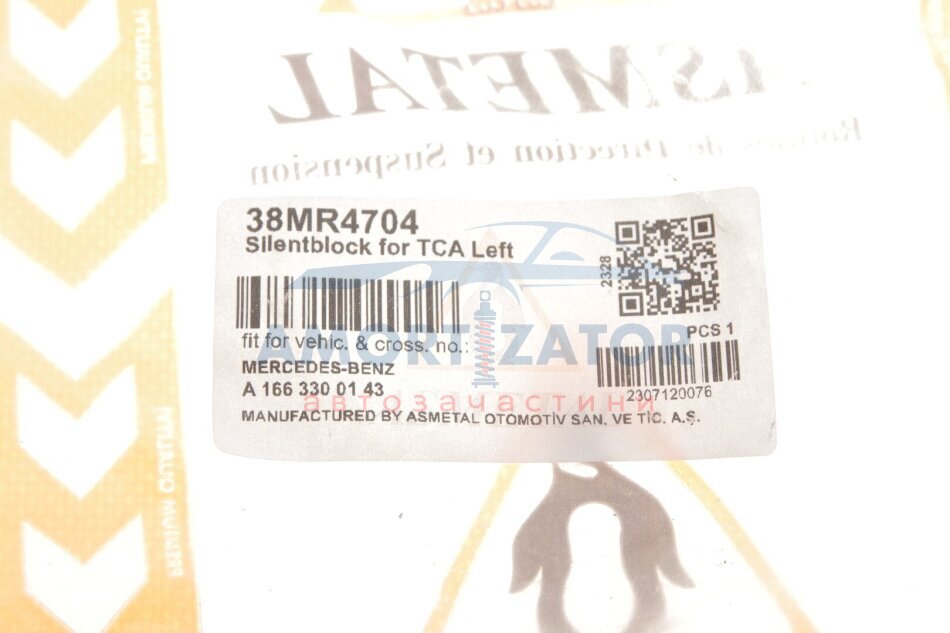 ASMETAL
Rotules de Direction et Suspension
38MR4704
Silentblock for TCA Left
2328
PCS 1
fit for vehic. & cross. no.:
AMORTIZATOR
MERCEDES-BENZ
A 166 330 01 43
2307120076
автозапчастини
MANUFACTURED BY ASMETAL OTOMOTİV SAN. VE TİC. A.Ş.